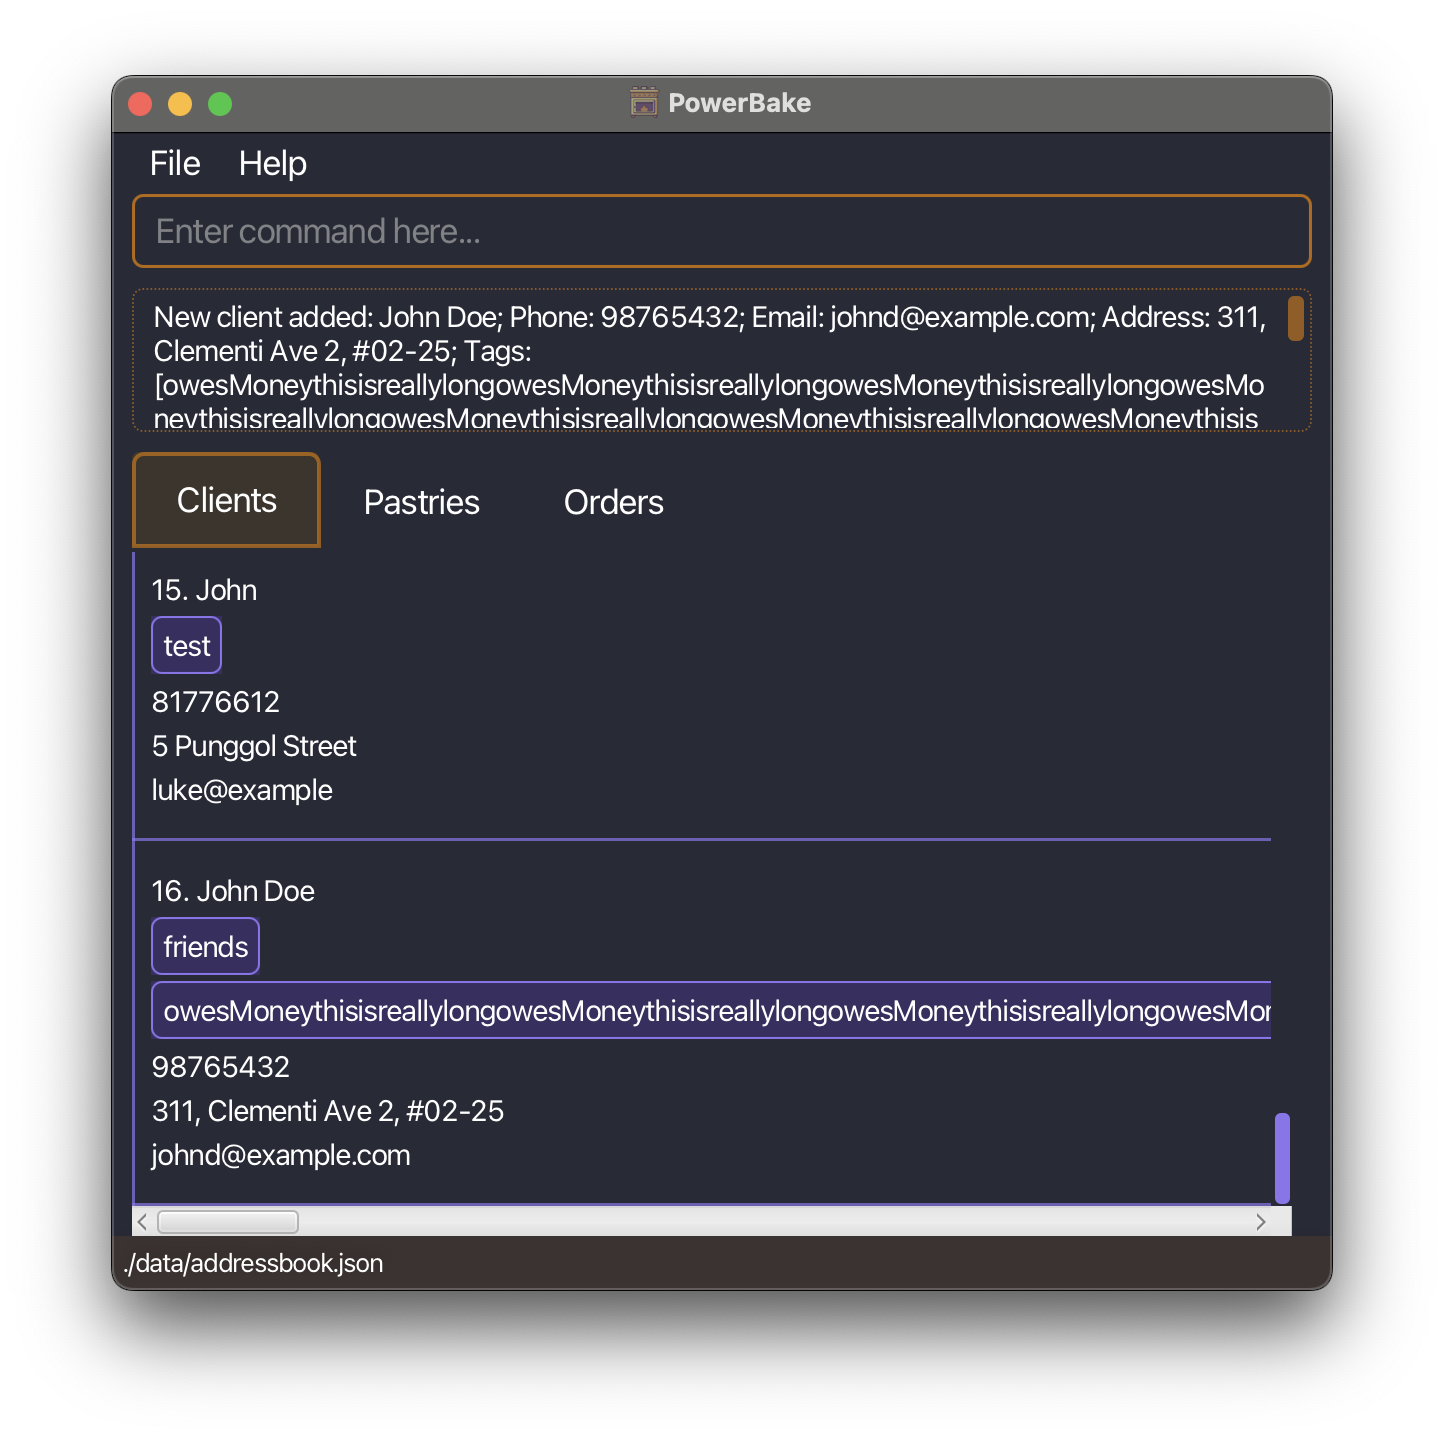 PowerBake
File Help
Enter command here...
New client added: John Doe; Phone: 98765432; Email: johnd@example.com; Address: 311,
Clementi Ave 2, #02-25; Tags:
[owesMoneythisisreallylongowesMoneythisisreallylongowesMoneythisisreallylongowesMo
neythisisreallylongowesMoneythisisreallylongowesMoneythisisreallylongowesMoneythisis
Clients Pastries Orders
15. John
test
81776612
5 Punggol Street
luke@example
16. John Doe
friends
owesMoneythisisreallylongowesMoneythisisreallylongowesMoneythisisreallylongowesMon
98765432
311, Clementi Ave 2, #02-25
johnd@example.com
./data/addressbook.json